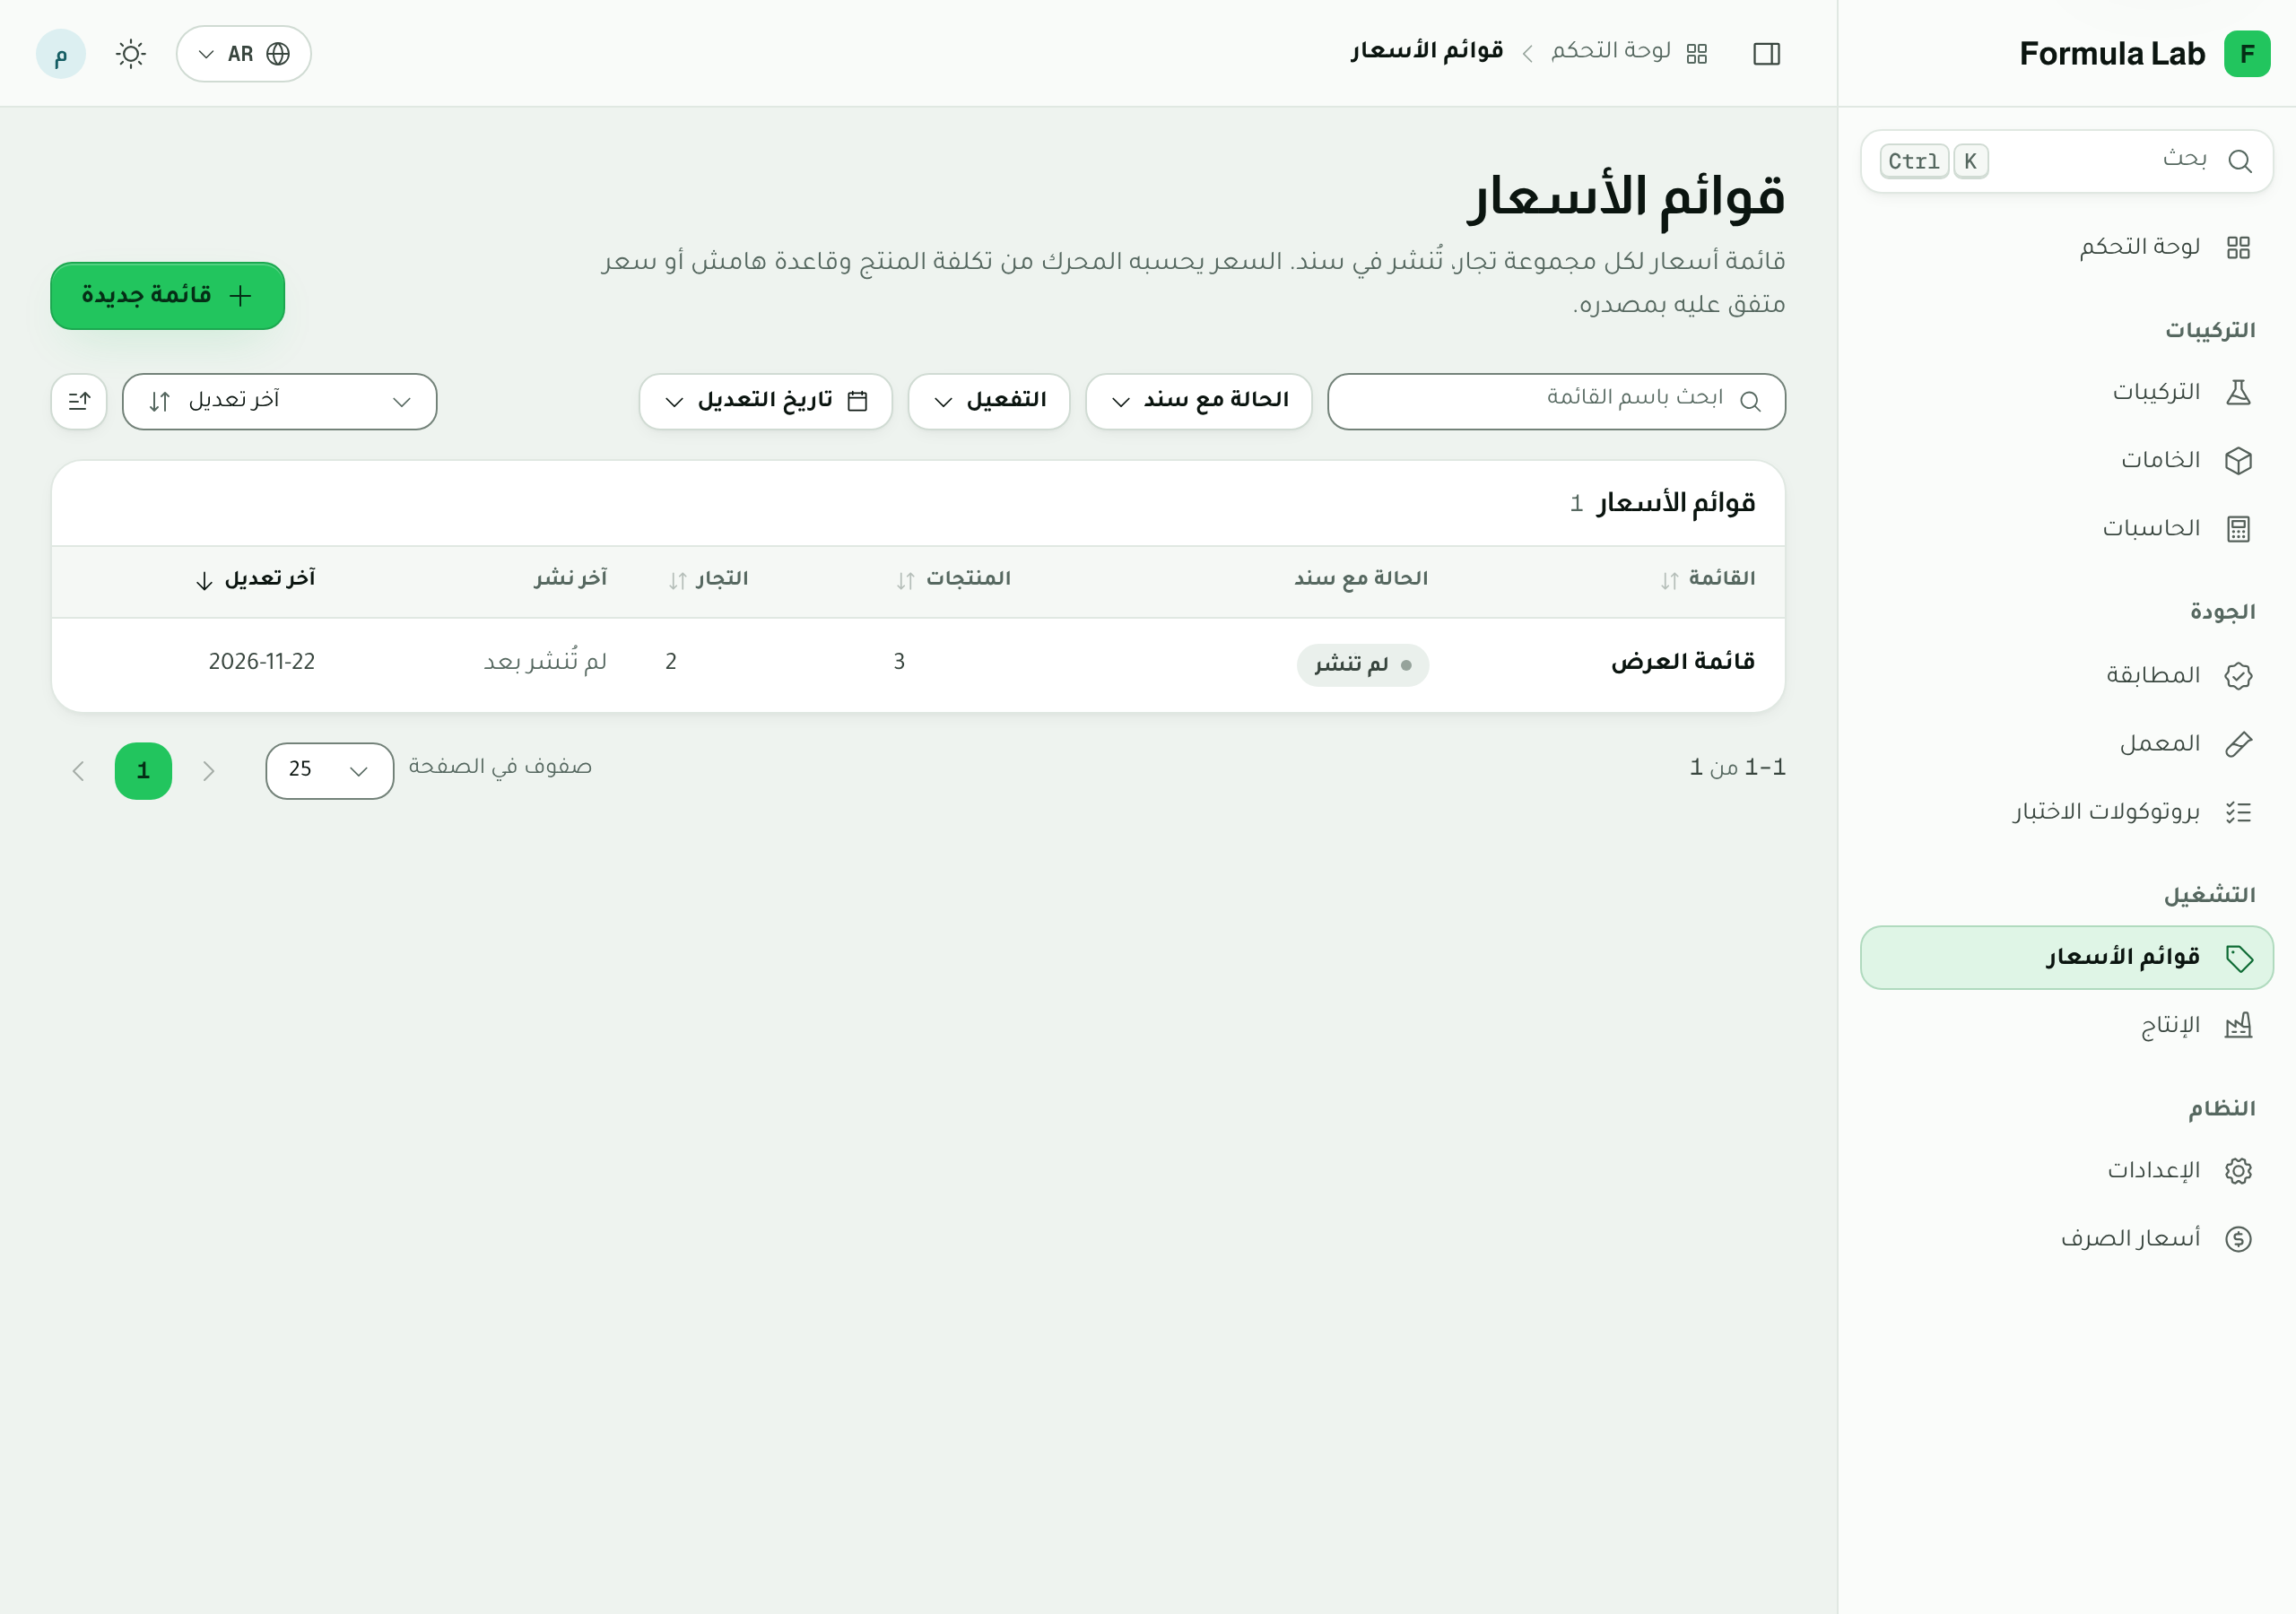 Formula Lab
F
بحث
Ctrl K
لوحة التحكم
التركيبات
التركيبات
الخامات
الحاسبات
الجودة
المطابقة
المعمل
بروتوكولات الاختبار
التشغيل
قوائم الأسعار
الإنتاج
النظام
الإعدادات
أسعار الصرف
لوحة التحكم
قوائم الأسعار
AR
م
قوائم الأسعار
قائمة أسعار لكل مجموعة تجار، تُنشر في سند. السعر يحسبه المحرك من تكلفة المنتج وقاعدة هامش أو سعر
متفق عليه بمصدره.
قائمة جديدة
ابحث باسم القائمة
الحالة مع سند
التفعيل
تاريخ التعديل
آخر تعديل
قوائم الأسعار 1
القائمة الحالة مع سند المنتجات التجار آخر نشر آخر تعديل
قائمة العرض لم تنشر 3 2 لم تُنشر بعد 2026-11-22
1–1 من 1
صفوف في الصفحة
25
1